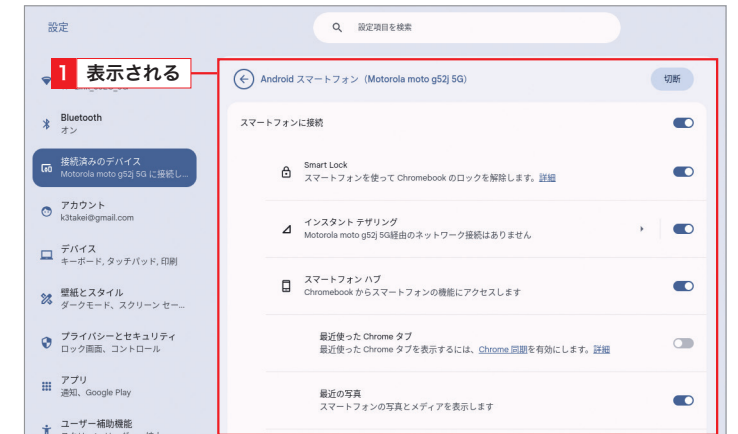 設定
設定項目を検索
1 表示される
Android スマートフォン（Motorola moto g52j 5G）
切断
スマートフォンに接続
Bluetooth
オン
接続済みのデバイス
Motorola moto g52j 5G に接続し...
アカウント
k3takei@gmail.com
デバイス
キーボード, タッチパッド, 印刷
壁紙とスタイル
ダークモード、スクリーン セー...
プライバシーとセキュリティ
ロック画面、コントロール
アプリ
通知、Google Play
ユーザー補助機能
Smart Lock
スマートフォンを使って Chromebook のロックを解除します。詳細
インスタント テザリング
Motorola moto g52j 5G経由のネットワーク接続はありません
スマートフォン ハブ
Chromebook からスマートフォンの機能にアクセスします
最近使った Chrome タブ
最近使った Chrome タブを表示するには、Chrome 同期を有効にします。詳細
最近の写真
スマートフォンの写真とメディアを表示します